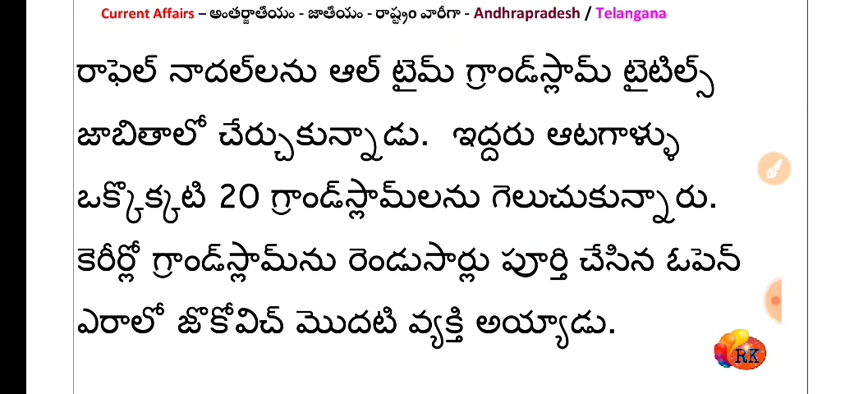 Current Affairs – అంతర్జాతీయం - జాతీయం - రాష్ట్రం వారీగా - Andhrapradesh / Telangana
రాఫెల్ నాదల్‌లను ఆల్ టైమ్ గ్రాండ్‌స్లామ్ టైటిల్స్
జాబితాలో చేర్చుకున్నాడు. ఇద్దరు ఆటగాళ్ళు
ఒక్కొక్కటి 20 గ్రాండ్‌స్లామ్‌లను గెలుచుకున్నారు.
కెరీర్లో గ్రాండ్‌స్లామ్‌ను రెండుసార్లు పూర్తి చేసిన ఓపెన్
ఎరాలో జొకోవిచ్ మొదటి వ్యక్తి అయ్యాడు.
RK